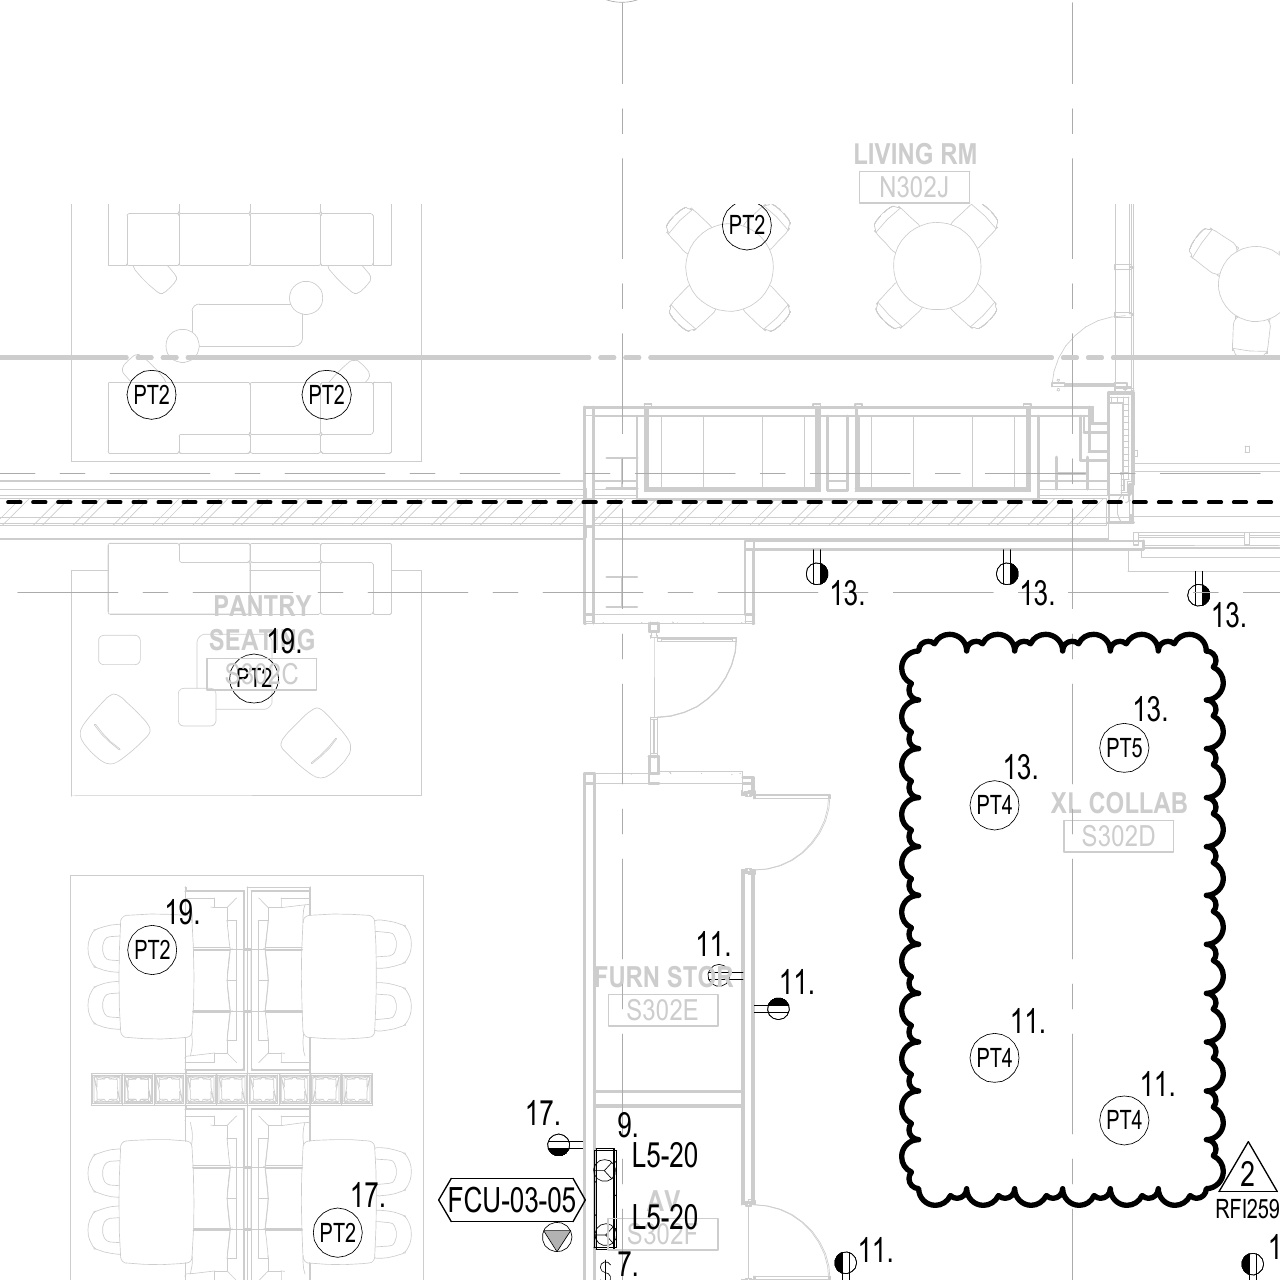 LIVING RM
N302J
PT2
PT2
PT2
13.
13.
13.
PANTRY
SEATING
19.
S302C
PT2
13.
PT5
13.
PT4
XL COLLAB
S302D
19.
PT2
11.
FURN STOR
S302E
11.
11.
PT4
11.
PT4
17.
9.
L5-20
FCU-03-05
AV
L5-20
S302F
17.
PT2
7.
2
RFI259
11.
1